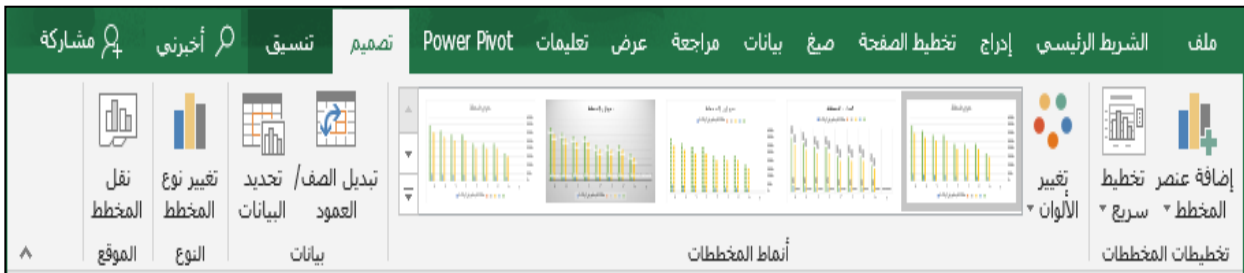 ملف الشريط الرئيسي إدراج تخطيط الصفحة صيغ بيانات مراجعة عرض تعليمات Power Pivot تصميم تنسيق أخبرني مشاركة
إضافة عنصر المخطط
تخطيط سريع
تغيير الألوان
تبديل الصف/ العمود
تحديد البيانات
تغيير نوع المخطط
نقل المخطط
تخطيطات المخططات
أنماط المخططات
بيانات
النوع
الموقع